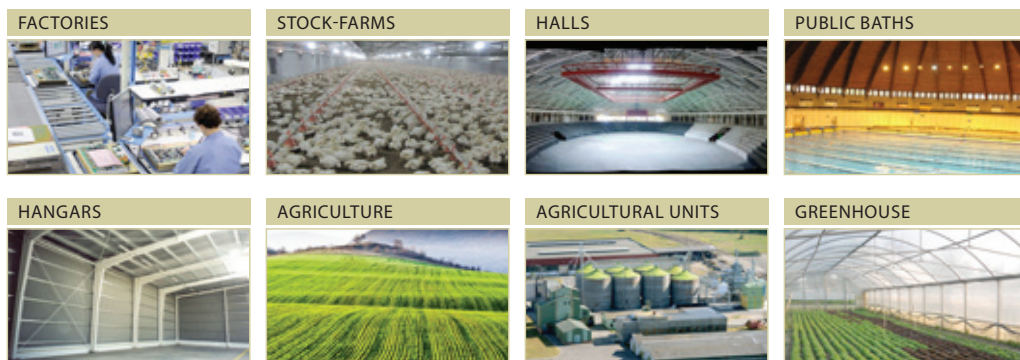 FACTORIES
STOCK-FARMS
HALLS
PUBLIC BATHS
HANGARS
AGRICULTURE
AGRICULTURAL UNITS
GREENHOUSE